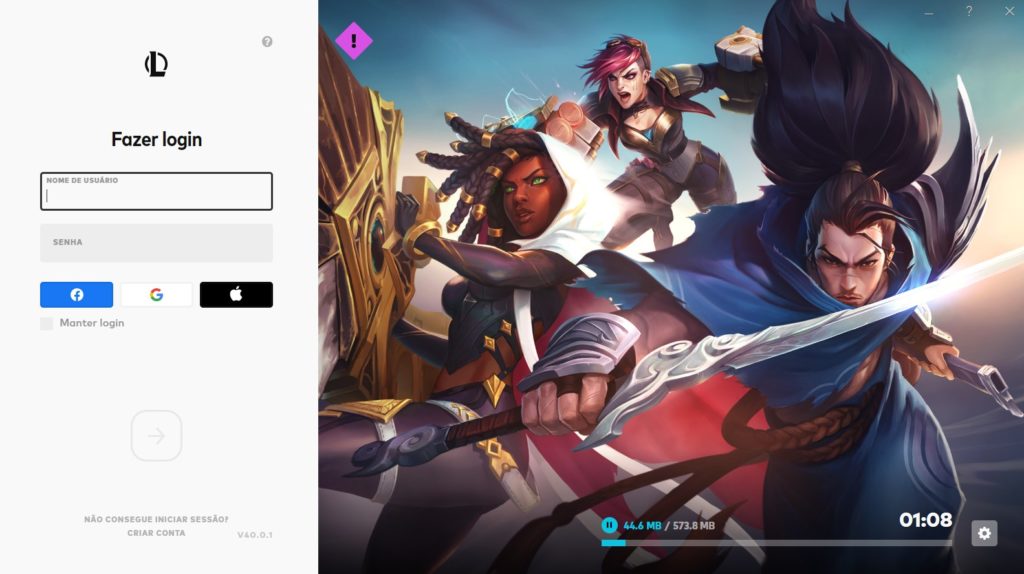 Fazer login
NOME DE USUÁRIO
SENHA
Manter login
NÃO CONSEGUE INICIAR SESSÃO?
CRIAR CONTA
V40.0.1
44.6 MB / 573.8 MB
01:08